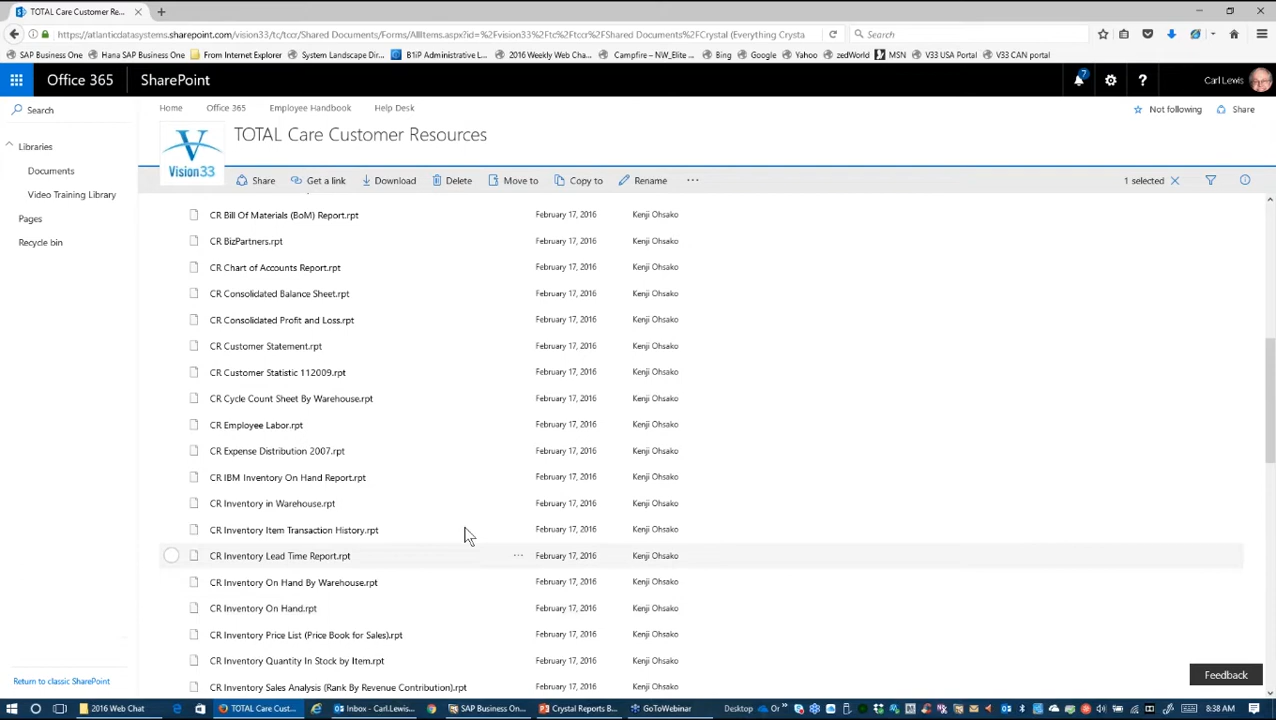 TOTAL Care Customer Re...
https://atlanticdatasystems.sharepoint.com/vision33/tc/tccr/Shared Documents/Forms/AllItems.aspx?id=%2Fvision33%2Ftc%2Ftccr%2FShared Documents%2FCrystal (Everything Crysta
Search
SAP Business One
Hana SAP Business One
From Internet Explorer
System Landscape Dir...
B1iP Administrative L...
2016 Weekly Web Cha...
Campfire – NW_Elite ...
Bing
Google
Yahoo
zedWorld
MSN
V33 USA Portal
V33 CAN portal
Office 365
SharePoint
7
Carl Lewis
Search
Home
Office 365
Employee Handbook
Help Desk
Not following
Share
TOTAL Care Customer Resources
Vision33
Libraries
Documents
Video Training Library
Pages
Recycle bin
Share
Get a link
Download
Delete
Move to
Copy to
Rename
1 selected
CR Bill Of Materials (BoM) Report.rpt February 17, 2016 Kenji Ohsako
CR BizPartners.rpt February 17, 2016 Kenji Ohsako
CR Chart of Accounts Report.rpt February 17, 2016 Kenji Ohsako
CR Consolidated Balance Sheet.rpt February 17, 2016 Kenji Ohsako
CR Consolidated Profit and Loss.rpt February 17, 2016 Kenji Ohsako
CR Customer Statement.rpt February 17, 2016 Kenji Ohsako
CR Customer Statistic 112009.rpt February 17, 2016 Kenji Ohsako
CR Cycle Count Sheet By Warehouse.rpt February 17, 2016 Kenji Ohsako
CR Employee Labor.rpt February 17, 2016 Kenji Ohsako
CR Expense Distribution 2007.rpt February 17, 2016 Kenji Ohsako
CR IBM Inventory On Hand Report.rpt February 17, 2016 Kenji Ohsako
CR Inventory in Warehouse.rpt February 17, 2016 Kenji Ohsako
CR Inventory Item Transaction History.rpt February 17, 2016 Kenji Ohsako
CR Inventory Lead Time Report.rpt February 17, 2016 Kenji Ohsako
CR Inventory On Hand By Warehouse.rpt February 17, 2016 Kenji Ohsako
CR Inventory On Hand.rpt February 17, 2016 Kenji Ohsako
CR Inventory Price List (Price Book for Sales).rpt February 17, 2016 Kenji Ohsako
CR Inventory Quantity In Stock by Item.rpt February 17, 2016 Kenji Ohsako
CR Inventory Sales Analysis (Rank By Revenue Contribution).rpt February 17, 2016 Kenji Ohsako
Return to classic SharePoint
Feedback
2016 Web Chat
TOTAL Care Cust...
Inbox - Carl.Lewis...
SAP Business On...
Crystal Reports B...
GoToWebinar
Desktop
Or
8:38 AM